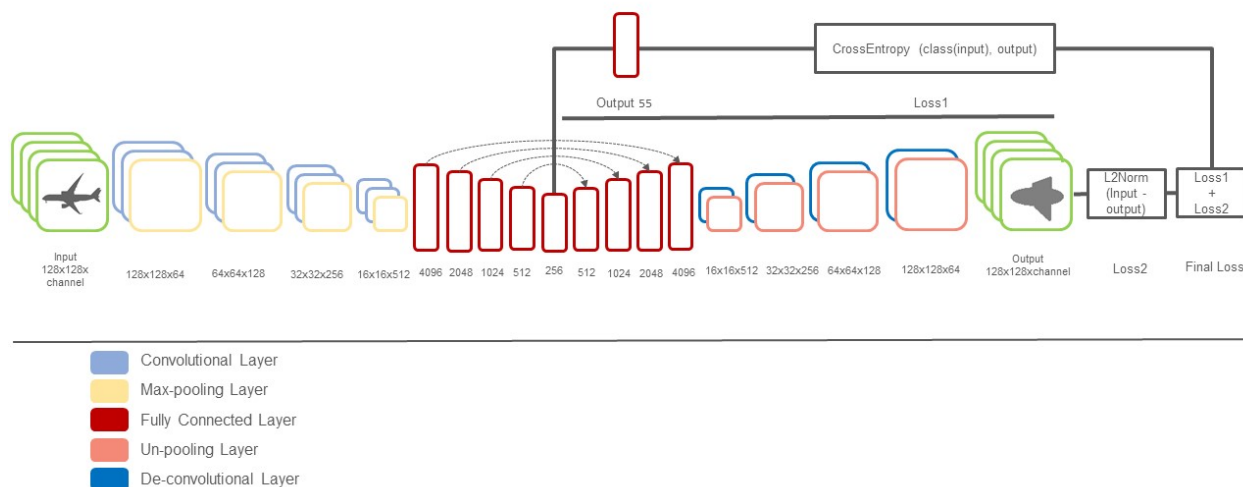 CrossEntropy (class(input), output)
Output 55
Loss1
L2Norm
(Input -
output)
Loss1
+
Loss2
Input
128x128x
channel
128x128x64
64x64x128
32x32x256
16x16x512
4096
2048
1024
512
256
512
1024
2048
4096
16x16x512
32x32x256
64x64x128
128x128x64
Output
128x128xchannel
Loss2
Final Loss
Convolutional Layer
Max-pooling Layer
Fully Connected Layer
Un-pooling Layer
De-convolutional Layer